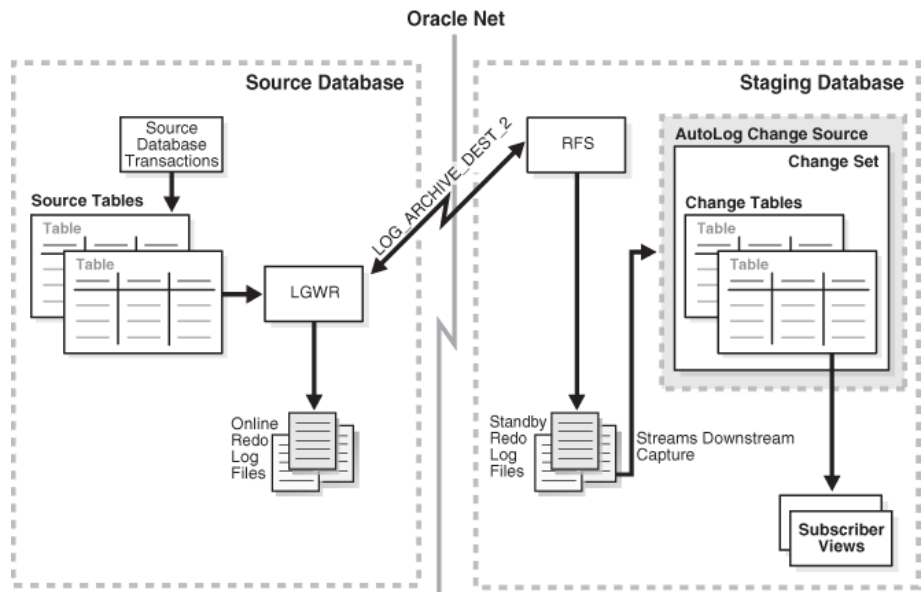 Oracle Net
Source Database
Source
Database
Transactions
Source Tables
Table
Table
LGWR
Online
Redo
Log
Files
LOG_ARCHIVE_DEST_2
Staging Database
RFS
AutoLog Change Source
Change Set
Change Tables
Table
Table
Standby
Redo
Log
Files
Streams Downstream
Capture
Subscriber
Views